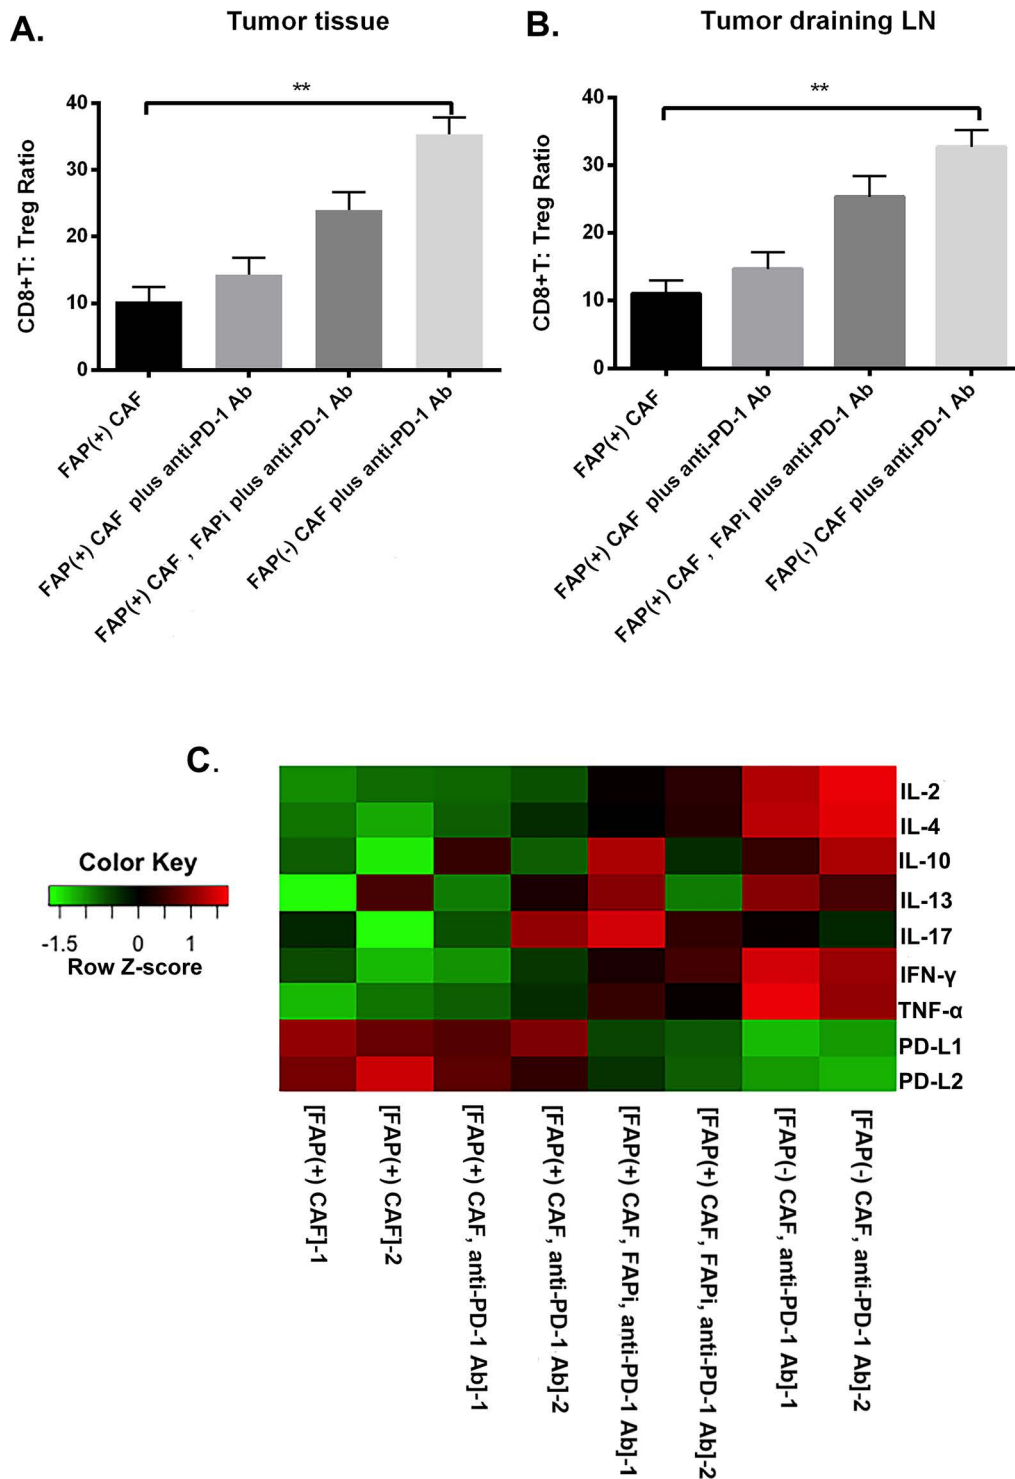 A.
Tumor tissue
**
40
30
20
10
0
CD8+T: Treg Ratio
FAP(+) CAF
FAP(+) CAF plus anti-PD-1 Ab
FAP(+) CAF , FAPi plus anti-PD-1 Ab
FAP(-) CAF plus anti-PD-1 Ab
B.
Tumor draining LN
**
40
30
20
10
0
CD8+T: Treg Ratio
FAP(+) CAF
FAP(+) CAF plus anti-PD-1 Ab
FAP(+) CAF , FAPi plus anti-PD-1 Ab
FAP(-) CAF plus anti-PD-1 Ab
C.
Color Key
-1.5 0 1
Row Z-score
IL-2
IL-4
IL-10
IL-13
IL-17
IFN-γ
TNF-α
PD-L1
PD-L2
[FAP(+) CAF]-1
[FAP(+) CAF]-2
[FAP(+) CAF, anti-PD-1 Ab]-1
[FAP(+) CAF, anti-PD-1 Ab]-2
[FAP(+) CAF, FAPi, anti-PD-1 Ab]-1
[FAP(+) CAF, FAPi, anti-PD-1 Ab]-2
[FAP(-) CAF, anti-PD-1 Ab]-1
[FAP(-) CAF, anti-PD-1 Ab]-2